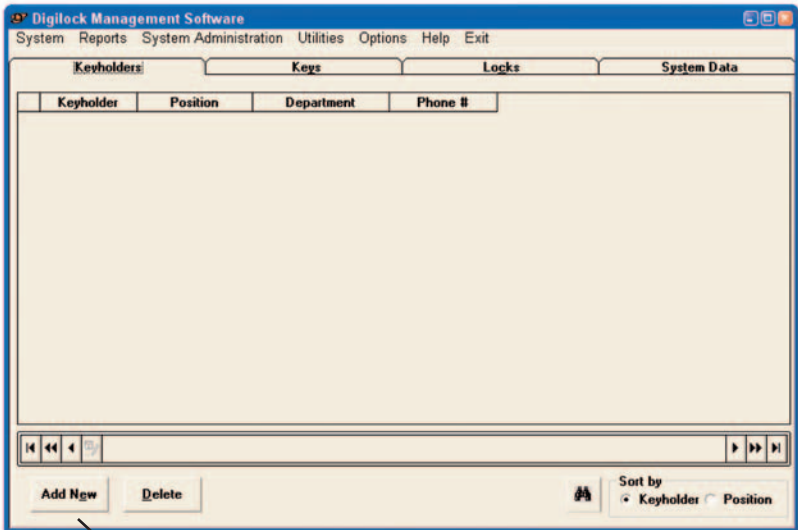 Digilock Management Software
System Reports System Administration Utilities Options Help Exit
Keyholders Keys Locks System Data
Keyholder Position Department Phone #
Add New Delete
Sort by
Keyholder Position